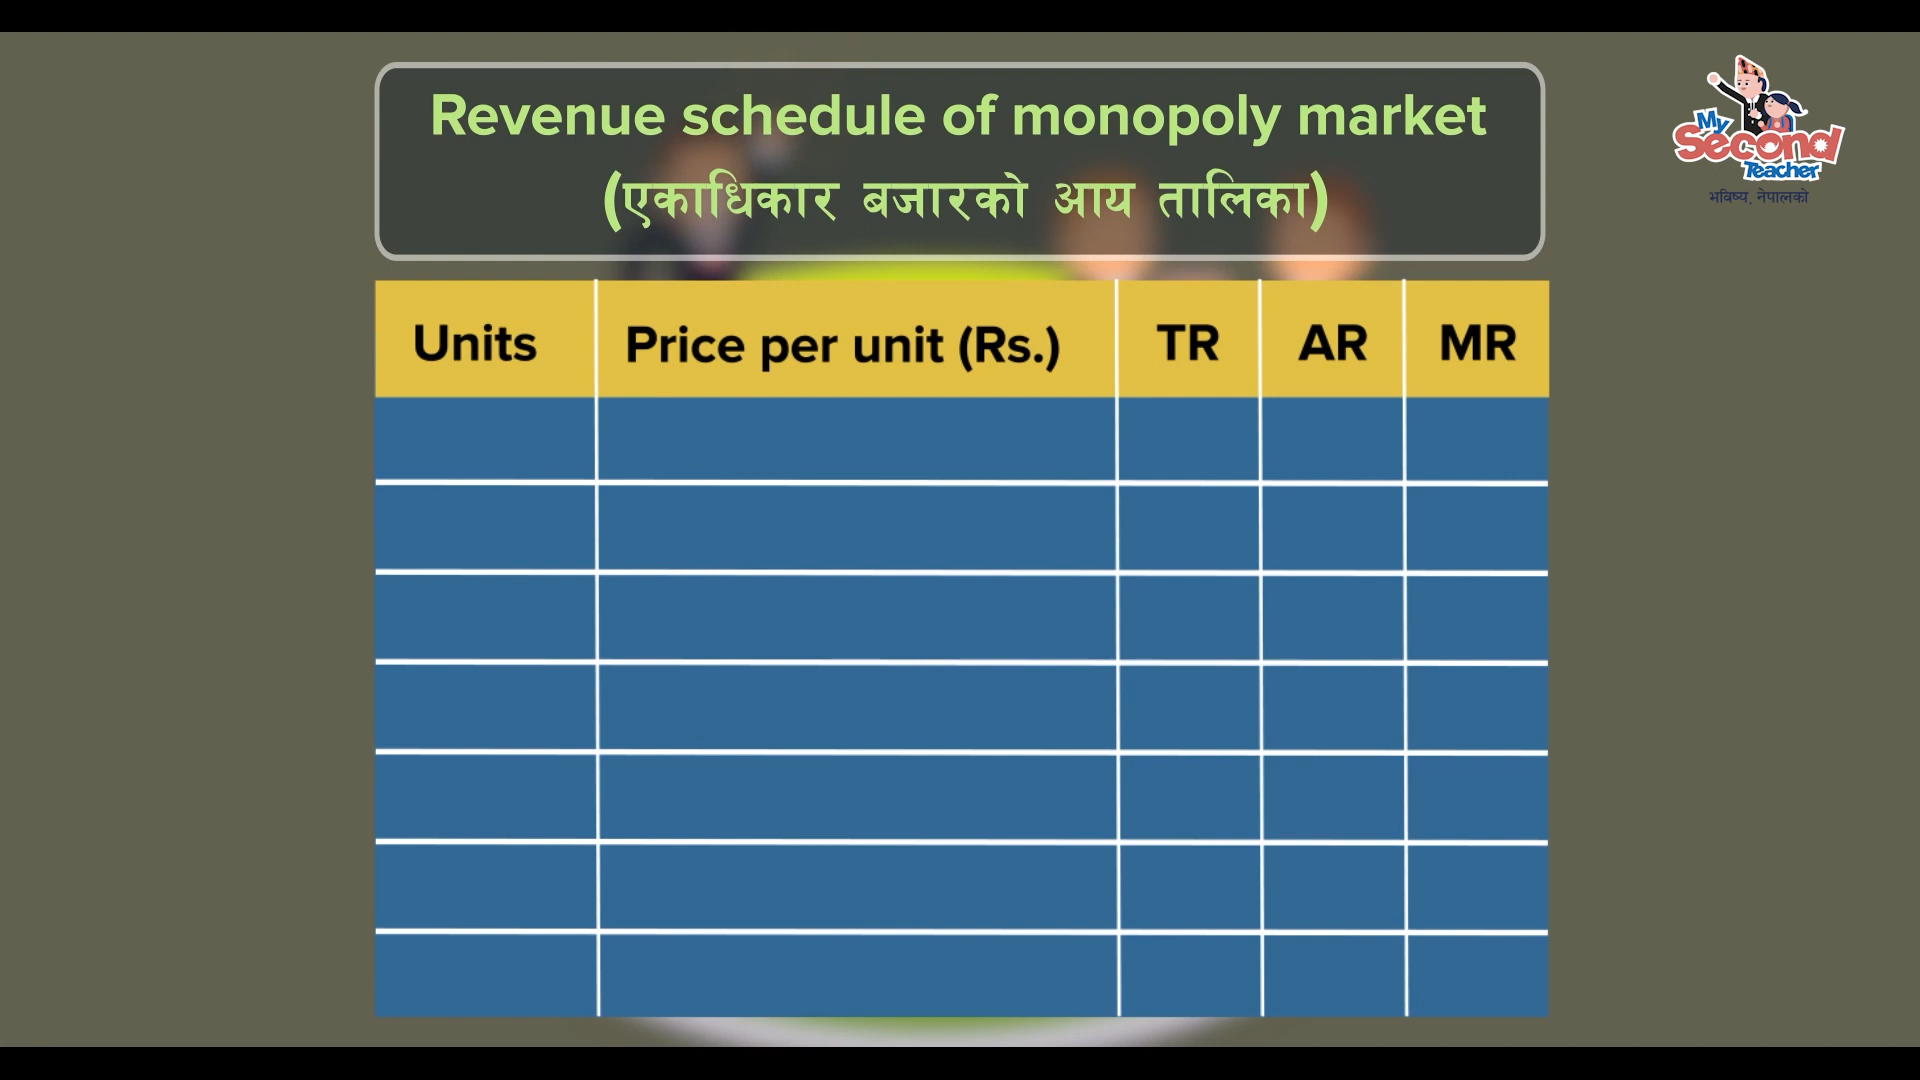 Revenue schedule of monopoly market
(एकाधिकार बजारको आय तालिका)
My
Second
Teacher
भविष्य, नेपालको
Units Price per unit (Rs.) TR AR MR